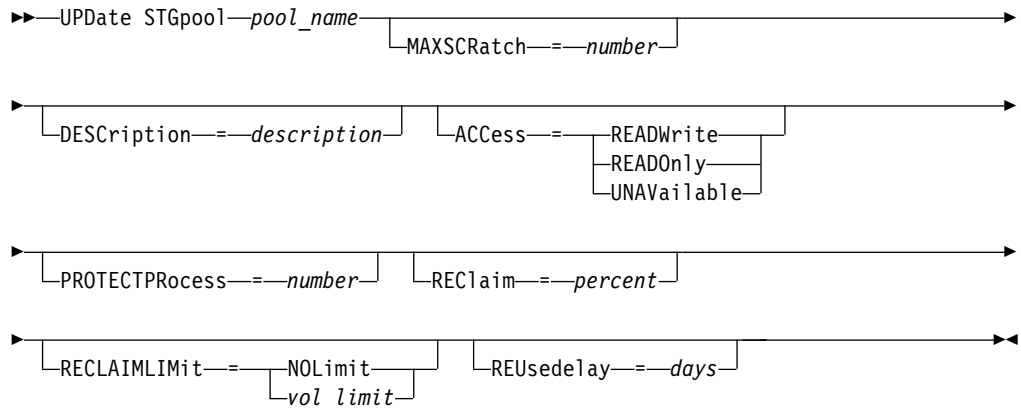 UPDate STGpool pool_name
MAXSCRatch = number
DESCription = description ACCess = READWrite
READOnly
UNAVailable
PROTECTPRocess = number REClaim = percent
RECLAIMLIMit = NOLimit REUsedelay = days
vol limit